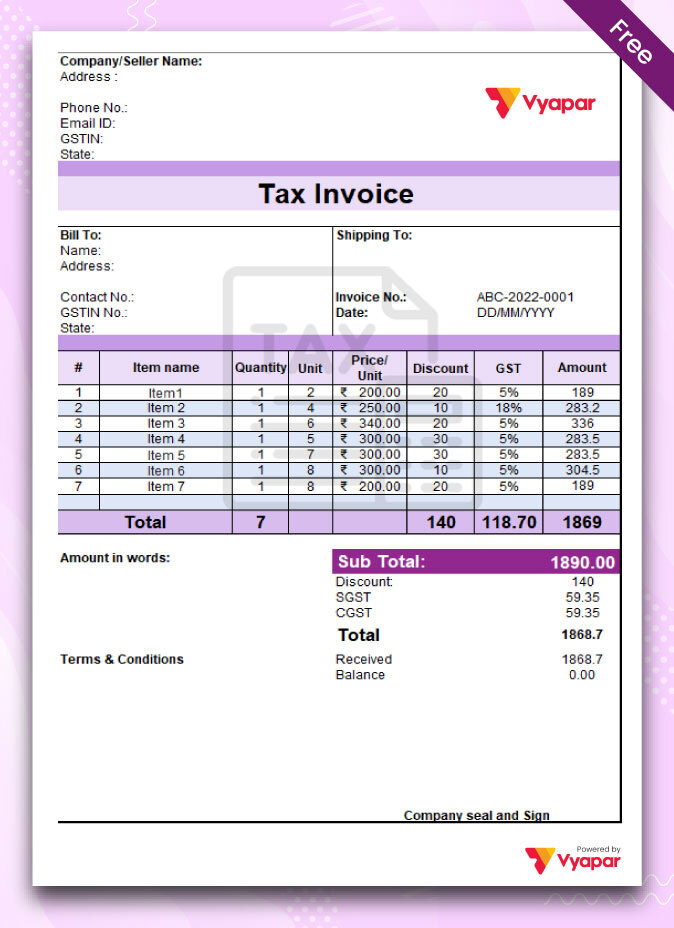 Free
Company/Seller Name:
Address :
Vyapar
Phone No.:
Email ID:
GSTIN:
State:
Tax Invoice
Bill To: Shipping To:
Name:
Address:
Contact No.: Invoice No.: ABC-2022-0001
GSTIN No.: Date: DD/MM/YYYY
State:
TAX
# Item name Quantity Unit Price/ Unit Discount GST Amount
1 Item1 1 2 ₹ 200.00 20 5% 189
2 Item 2 1 4 ₹ 250.00 10 18% 283.2
3 Item 3 1 6 ₹ 340.00 20 5% 336
4 Item 4 1 5 ₹ 300.00 30 5% 283.5
5 Item 5 1 7 ₹ 300.00 30 5% 283.5
6 Item 6 1 8 ₹ 300.00 10 5% 304.5
7 Item 7 1 8 ₹ 200.00 20 5% 189
Total 7 140 118.70 1869
Amount in words: Sub Total: 1890.00
Discount: 140
SGST 59.35
CGST 59.35
Total 1868.7
Terms & Conditions Received 1868.7
Balance 0.00
Company seal and Sign
Powered by
Vyapar